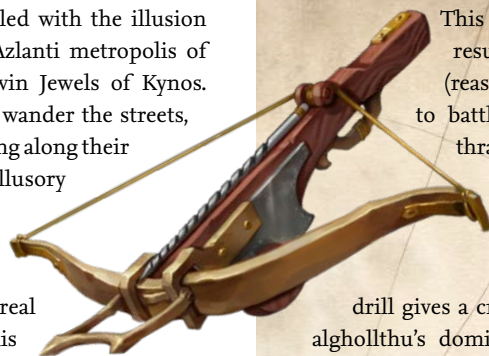 led with the illusion
Azlanti metropolis of
win Jewels of Kynos.
wander the streets,
ng along their
llusory
real
is
This
resu
(reas
to battl
thra
drill gives a cr
alghollthu's domi